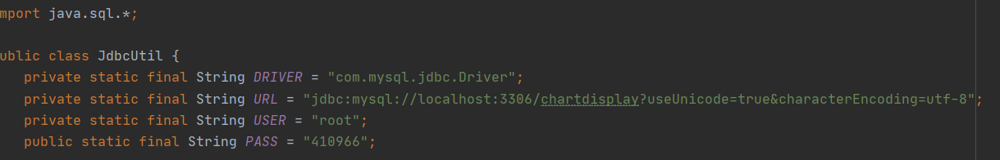 mport java.sql.*;
ublic class JdbcUtil {
private static final String DRIVER = "com.mysql.jdbc.Driver";
private static final String URL = "jdbc:mysql://localhost:3306/chartdisplay?useUnicode=true&characterEncoding=utf-8";
private static final String USER = "root";
public static final String PASS = "410966";